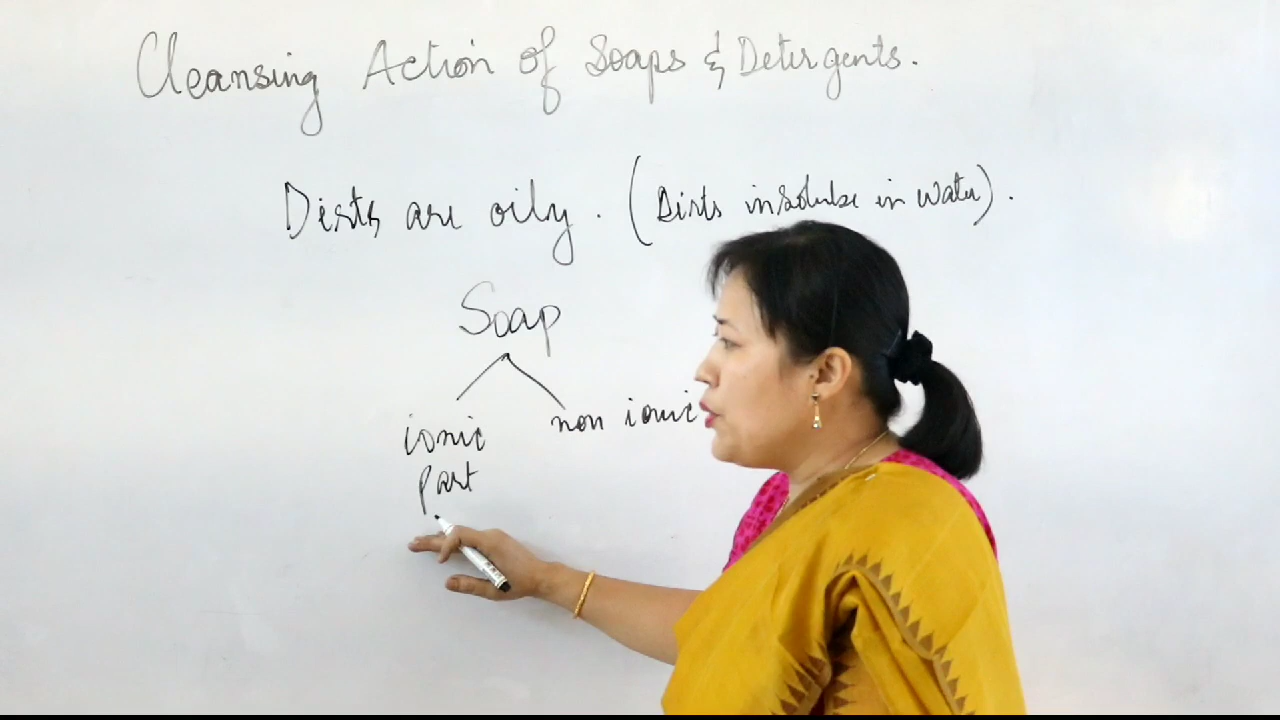 Cleansing Action of Soaps & Detergents.
Dirts are oily. (Dirts insoluble in water).
Soap
ionic non ionic
part